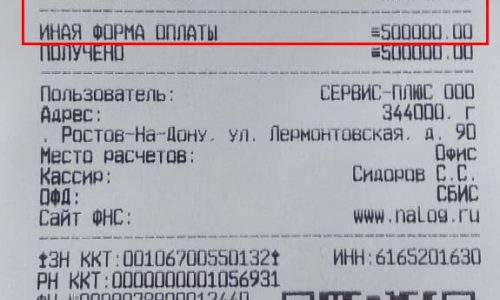 ИНАЯ ФОРМА ОПЛАТЫ =500000.00
ПОЛУЧЕНО =500000.00
Пользователь: СЕРВИС-ПЛЮС ООО
Адрес: 344000, г
. Ростов-На-Дону, ул. Лермонтовская, д. 90
Место расчетов: Офис
Кассир: Сидоров С.С.
ОФД: СБИС
Сайт ФНС: www.nalog.ru
ЗН ККТ:00106700550132 ИНН:6165201630
РН ККТ:0000000001056931